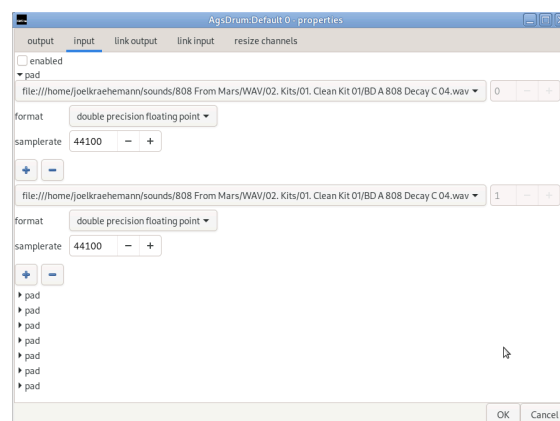 AgsDrum:Default 0 - properties
output input link output link input resize channels
enabled
pad
file:///home/joelkraehemann/sounds/808 From Mars/WAV/02. Kits/01. Clean Kit 01/BD A 808 Decay C 04.wav 0 − +
format double precision floating point
samplerate 44100 − +
+ −
file:///home/joelkraehemann/sounds/808 From Mars/WAV/02. Kits/01. Clean Kit 01/BD A 808 Decay C 04.wav 1 − +
format double precision floating point
samplerate 44100 − +
+ −
pad
pad
pad
pad
pad
pad
pad
OK Cancel